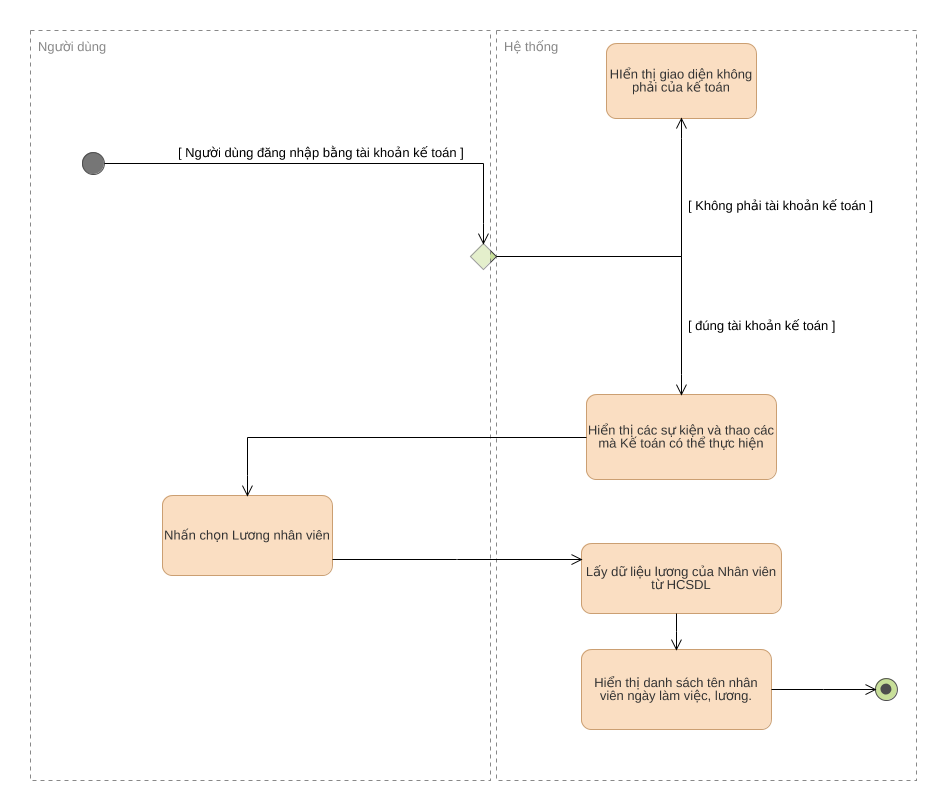 Người dùng
Hệ thống
HIển thị giao diện không
phải của kế toán
[ Người dùng đăng nhập bằng tài khoản kế toán ]
[ Không phải tài khoản kế toán ]
[ đúng tài khoản kế toán ]
Hiển thị các sự kiện và thao các
mà Kế toán có thể thực hiện
Nhấn chọn Lương nhân viên
Lấy dữ liệu lương của Nhân viên
từ HCSDL
Hiển thị danh sách tên nhân
viên ngày làm việc, lương.